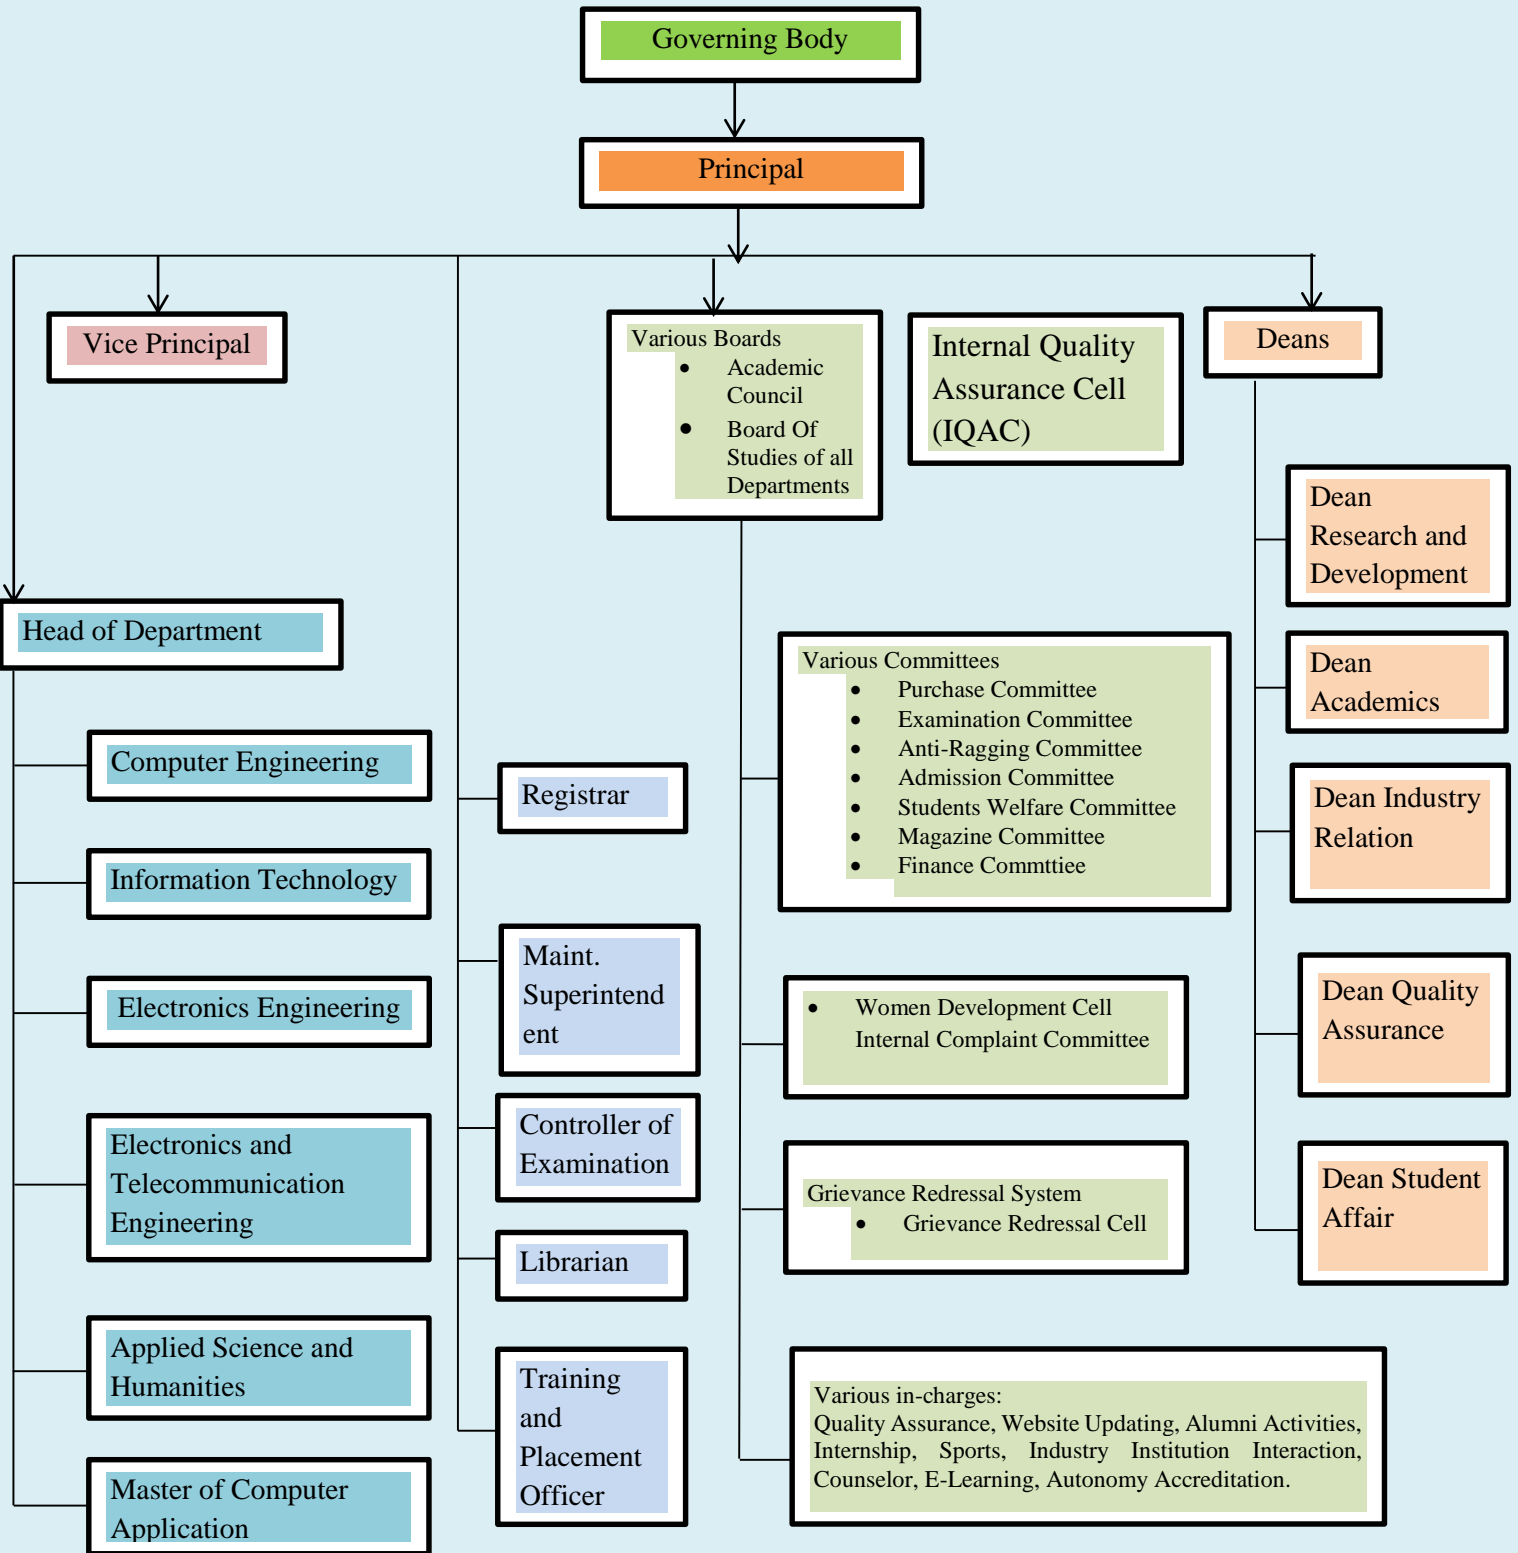 Governing Body
Principal
Vice Principal
Various Boards
• Academic
Council
• Board Of
Studies of all
Departments
Internal Quality
Assurance Cell
(IQAC)
Deans
Head of Department
Computer Engineering
Information Technology
Electronics Engineering
Electronics and
Telecommunication
Engineering
Applied Science and
Humanities
Master of Computer
Application
Registrar
Maint.
Superintend
ent
Controller of
Examination
Librarian
Training
and
Placement
Officer
Various Committees
• Purchase Committee
• Examination Committee
• Anti-Ragging Committee
• Admission Committee
• Students Welfare Committee
• Magazine Committee
• Finance Commttiee
• Women Development Cell
Internal Complaint Committee
Grievance Redressal System
• Grievance Redressal Cell
Various in-charges:
Quality Assurance, Website Updating, Alumni Activities,
Internship, Sports, Industry Institution Interaction,
Counselor, E-Learning, Autonomy Accreditation.
Dean
Research and
Development
Dean
Academics
Dean Industry
Relation
Dean Quality
Assurance
Dean Student
Affair